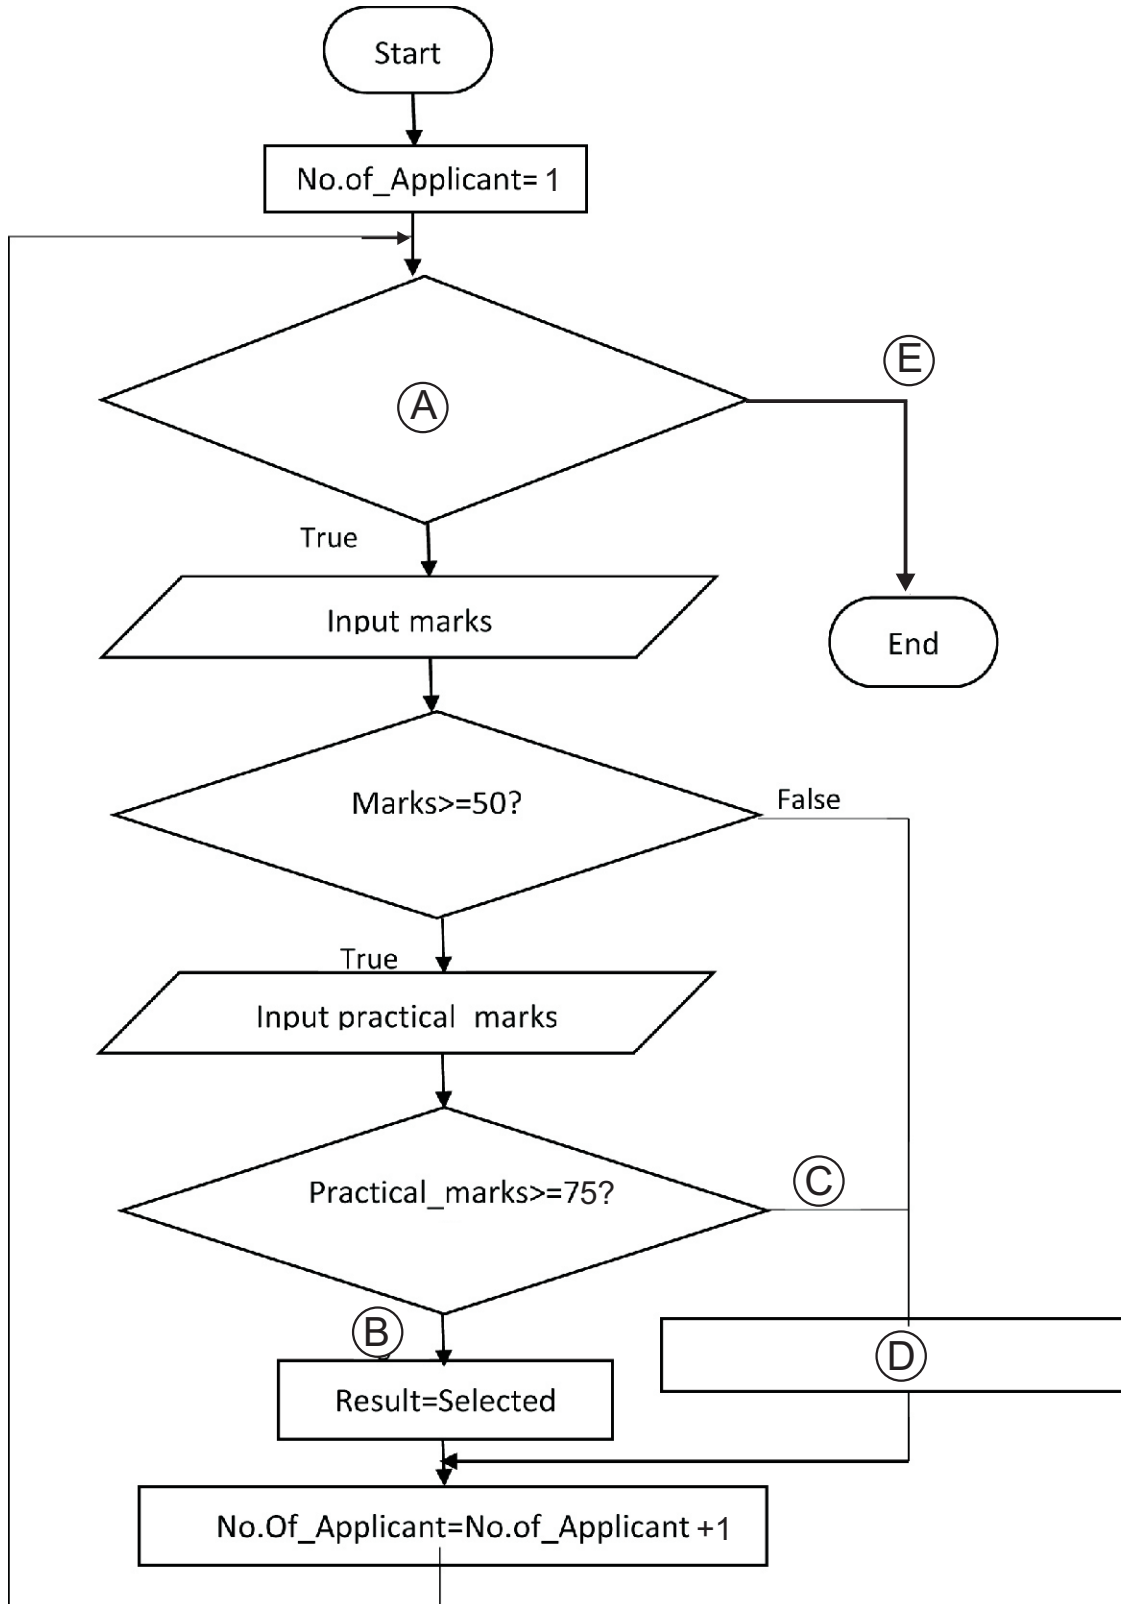 Start
No.of_Applicant= 1
E
A
True
Input marks
End
Marks>=50?
False
True
Input practical marks
C
Practical_marks>=75?
B
D
Result=Selected
No.Of_Applicant=No.of_Applicant +1